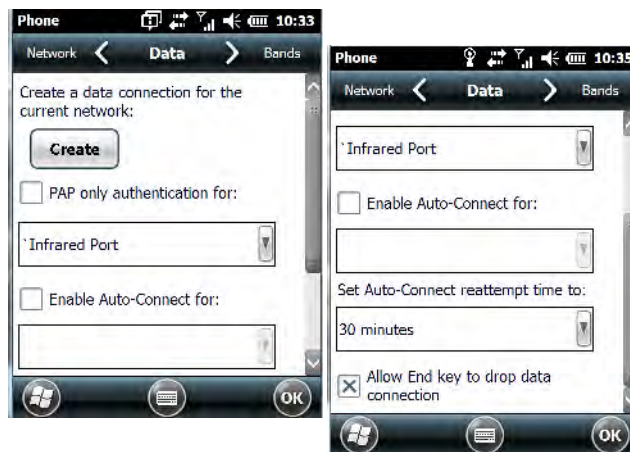 Phone 10:33
Network Data Bands
Create a data connection for the
current network:
Create
PAP only authentication for:
`Infrared Port
Enable Auto-Connect for:
OK
Phone 10:35
Network Data Bands
`Infrared Port
Enable Auto-Connect for:
Set Auto-Connect reattempt time to:
30 minutes
Allow End key to drop data
connection
OK